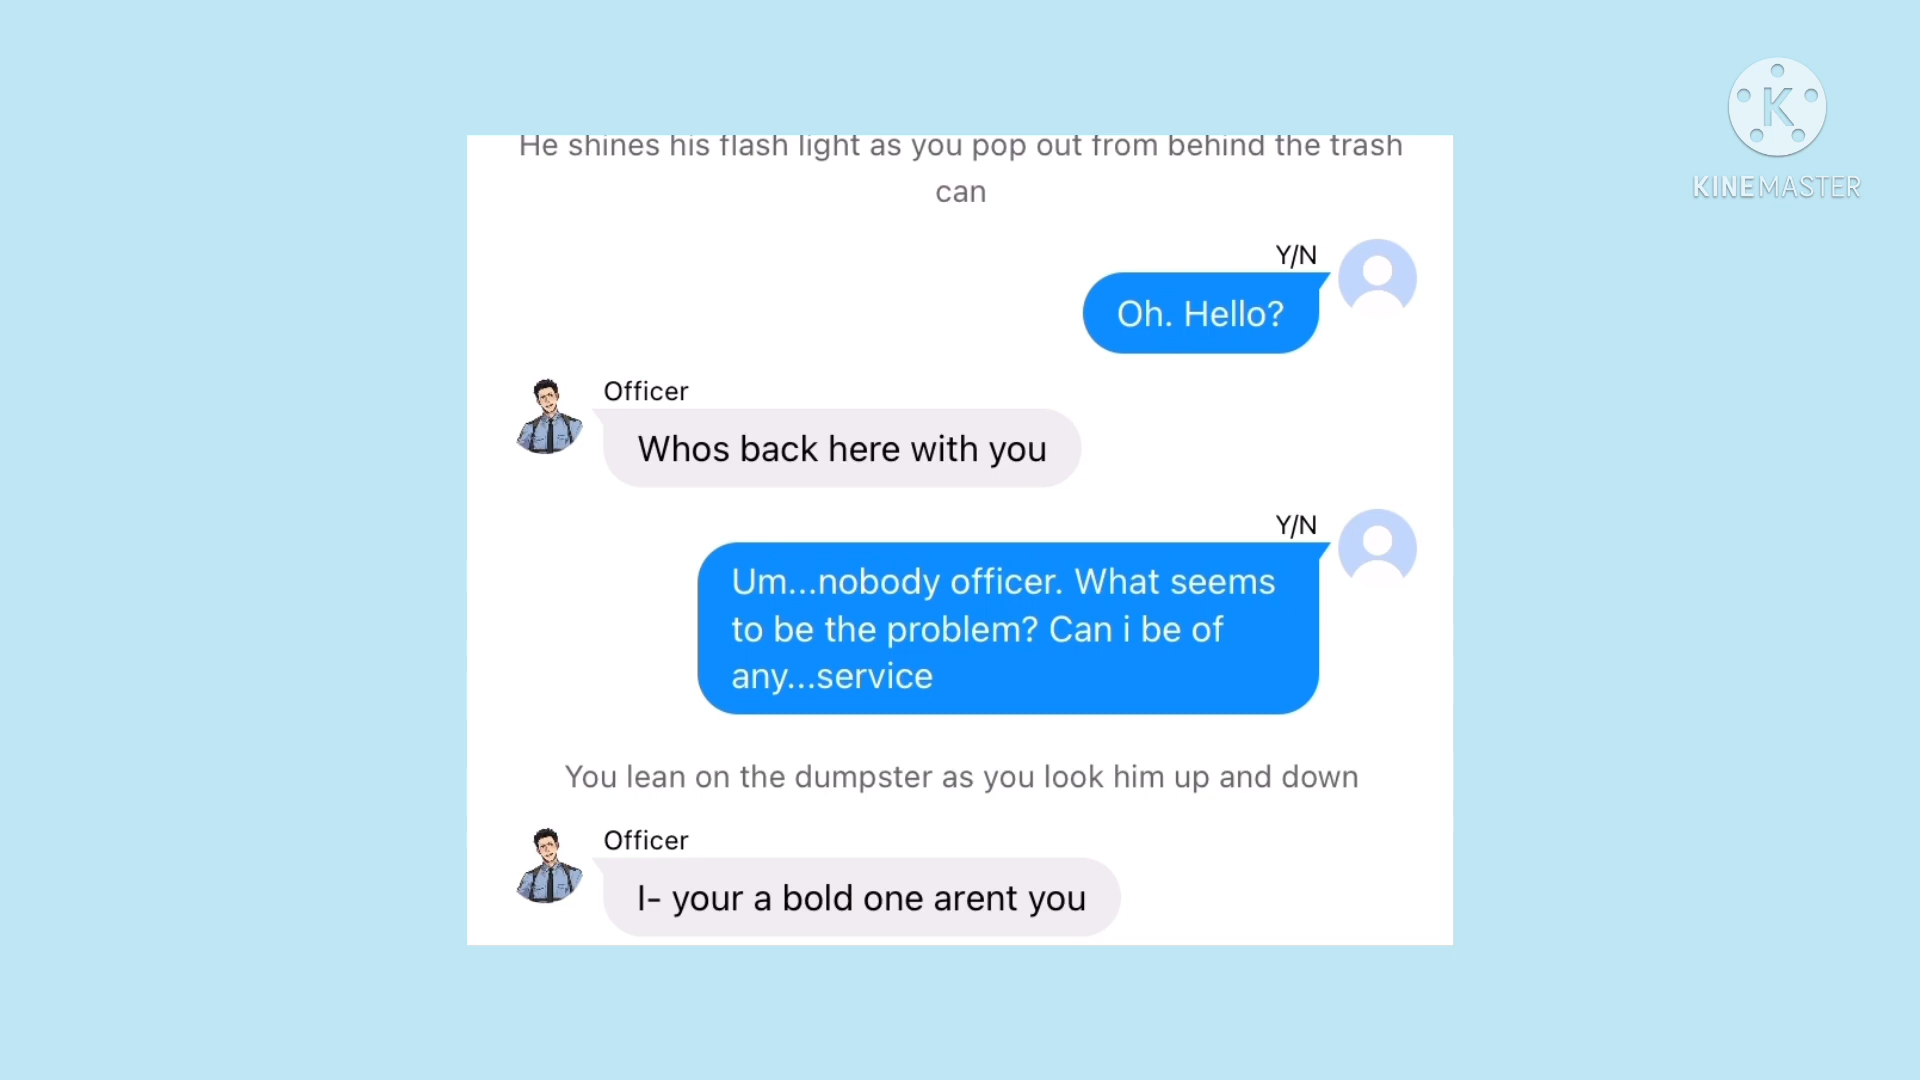 He shines his flash light as you pop out from behind the trash
can
Y/N
Oh. Hello?
Officer
Whos back here with you
Y/N
Um...nobody officer. What seems
to be the problem? Can i be of
any...service
You lean on the dumpster as you look him up and down
Officer
I- your a bold one arent you
K
KINEMASTER